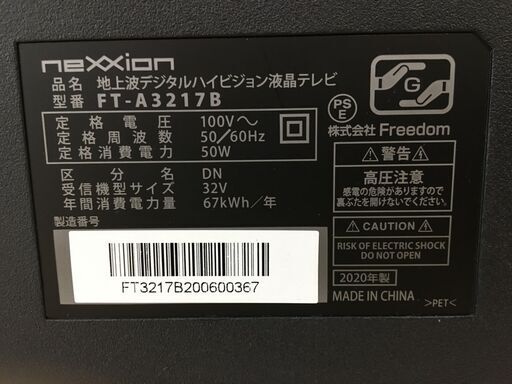 neXXion
品名 地上波デジタルハイビジョン液晶テレビ
型番 FT-A3217B
定格電圧 100V～
定格周波数 50／60Hz
定格消費電力 50W
区分 DN
受信機型サイズ 32V
年間消費電力量 67kWh／年
製造番号
FT3217B200600367
G
PS
E
株式会社 Freedom
警告
高圧注意
感電の危険がありますので
裏ぶたを開けないでください。
CAUTION
RISK OF ELECTRIC SHOCK
DO NOT OPEN
2020年製
MADE IN CHINA
>PET<